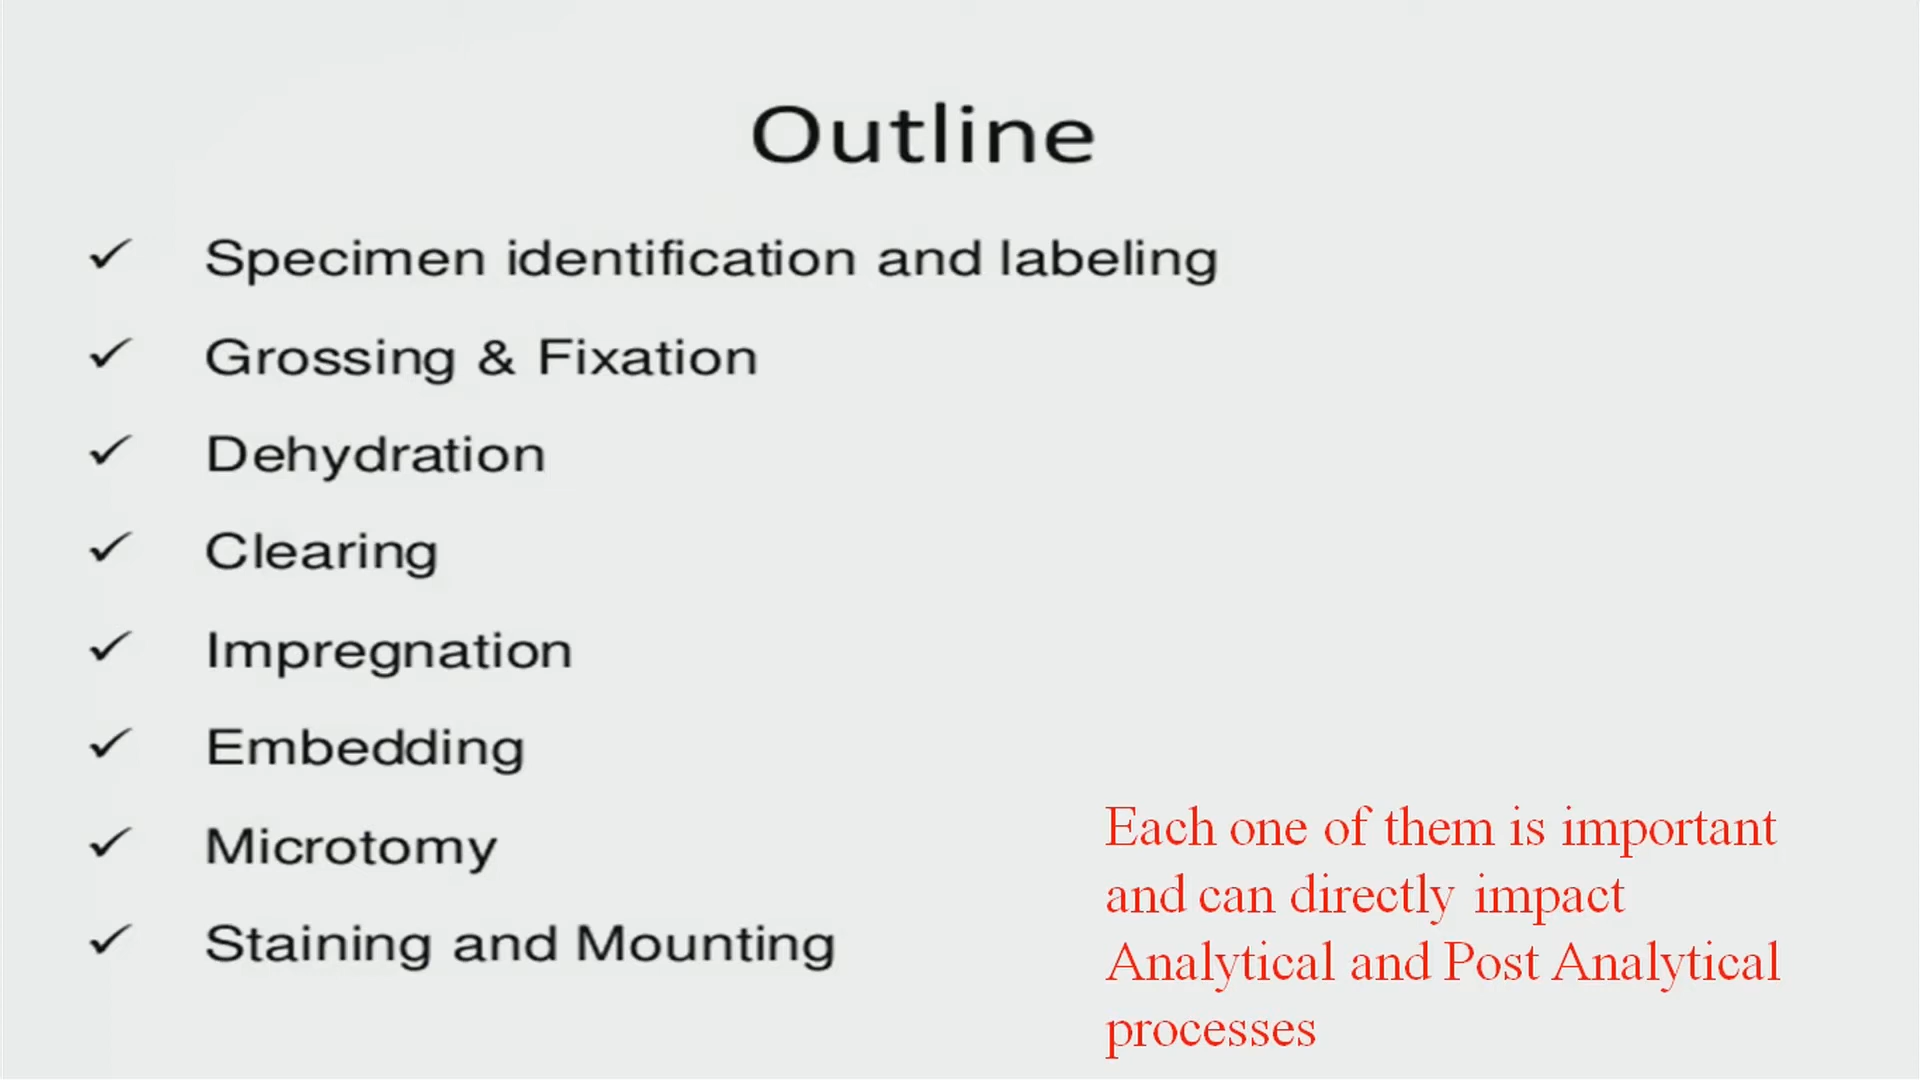 Outline
✓ Specimen identification and labeling
✓ Grossing & Fixation
✓ Dehydration
✓ Clearing
✓ Impregnation
✓ Embedding
✓ Microtomy
✓ Staining and Mounting
Each one of them is important
and can directly impact
Analytical and Post Analytical
processes